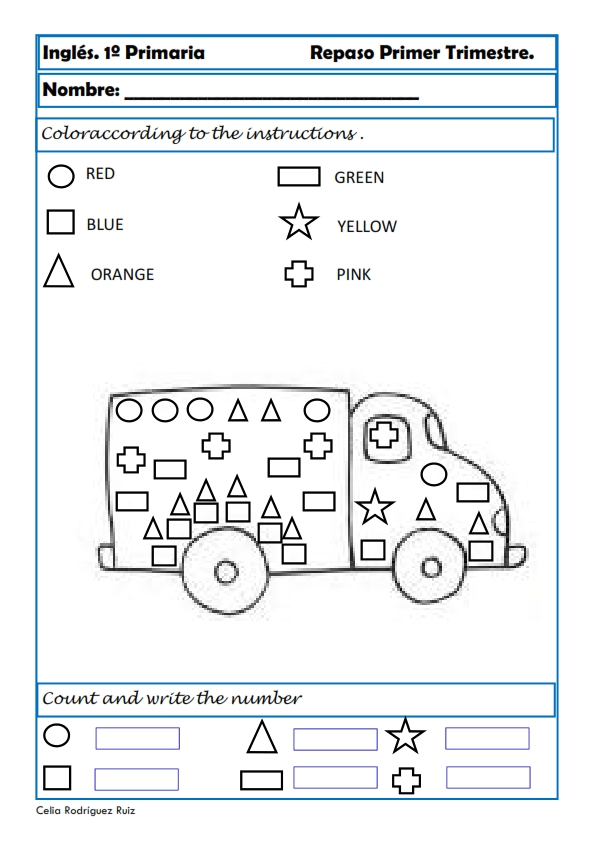 Inglés. 1º Primaria Repaso Primer Trimestre.
Nombre: ___________________________________
Coloraccording to the instructions .
RED GREEN
BLUE YELLOW
ORANGE PINK
Count and write the number
Celia Rodríguez Ruiz